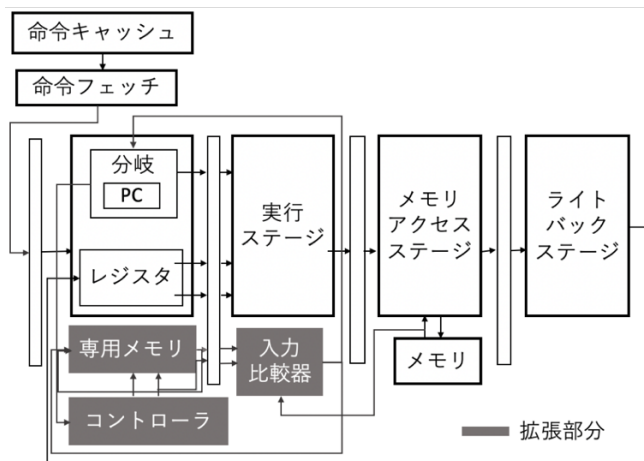 命令キャッシュ
命令フェッチ
分岐
PC
レジスタ
実行
ステージ
メモリ
アクセス
ステージ
ライト
バック
ステージ
専用メモリ
入力
比較器
メモリ
コントローラ
拡張部分